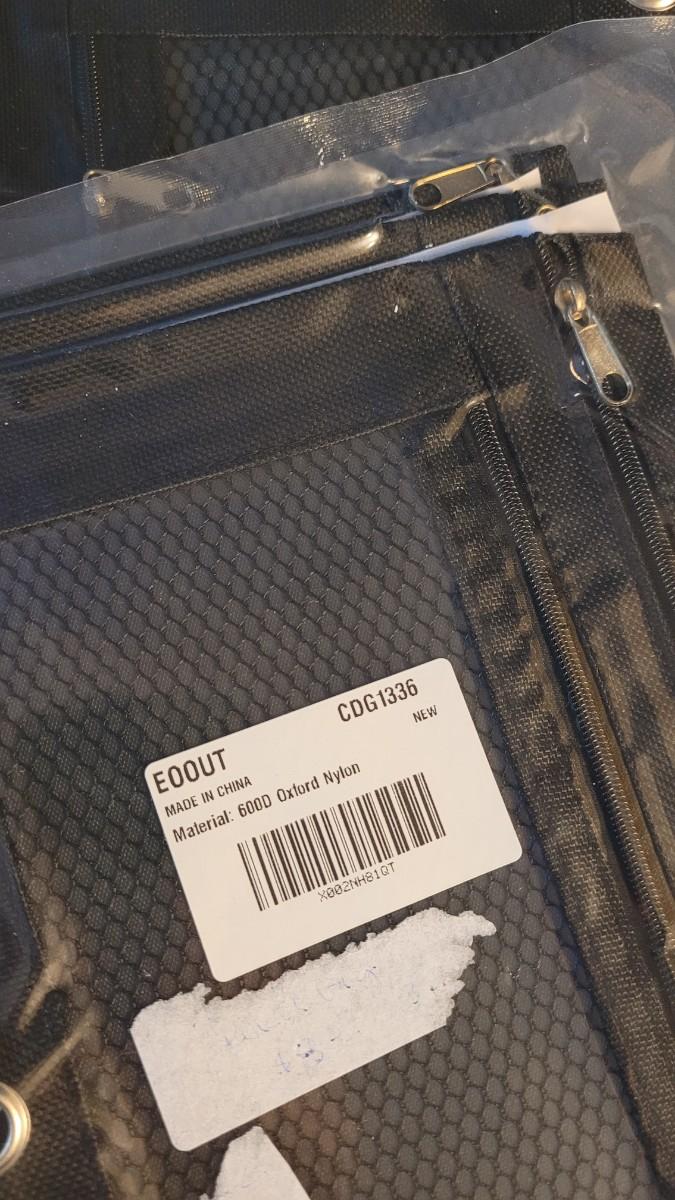 CDG1336
NEW
EOOUT
MADE IN CHINA
Material: 600D Oxford Nylon
X002NH81QT